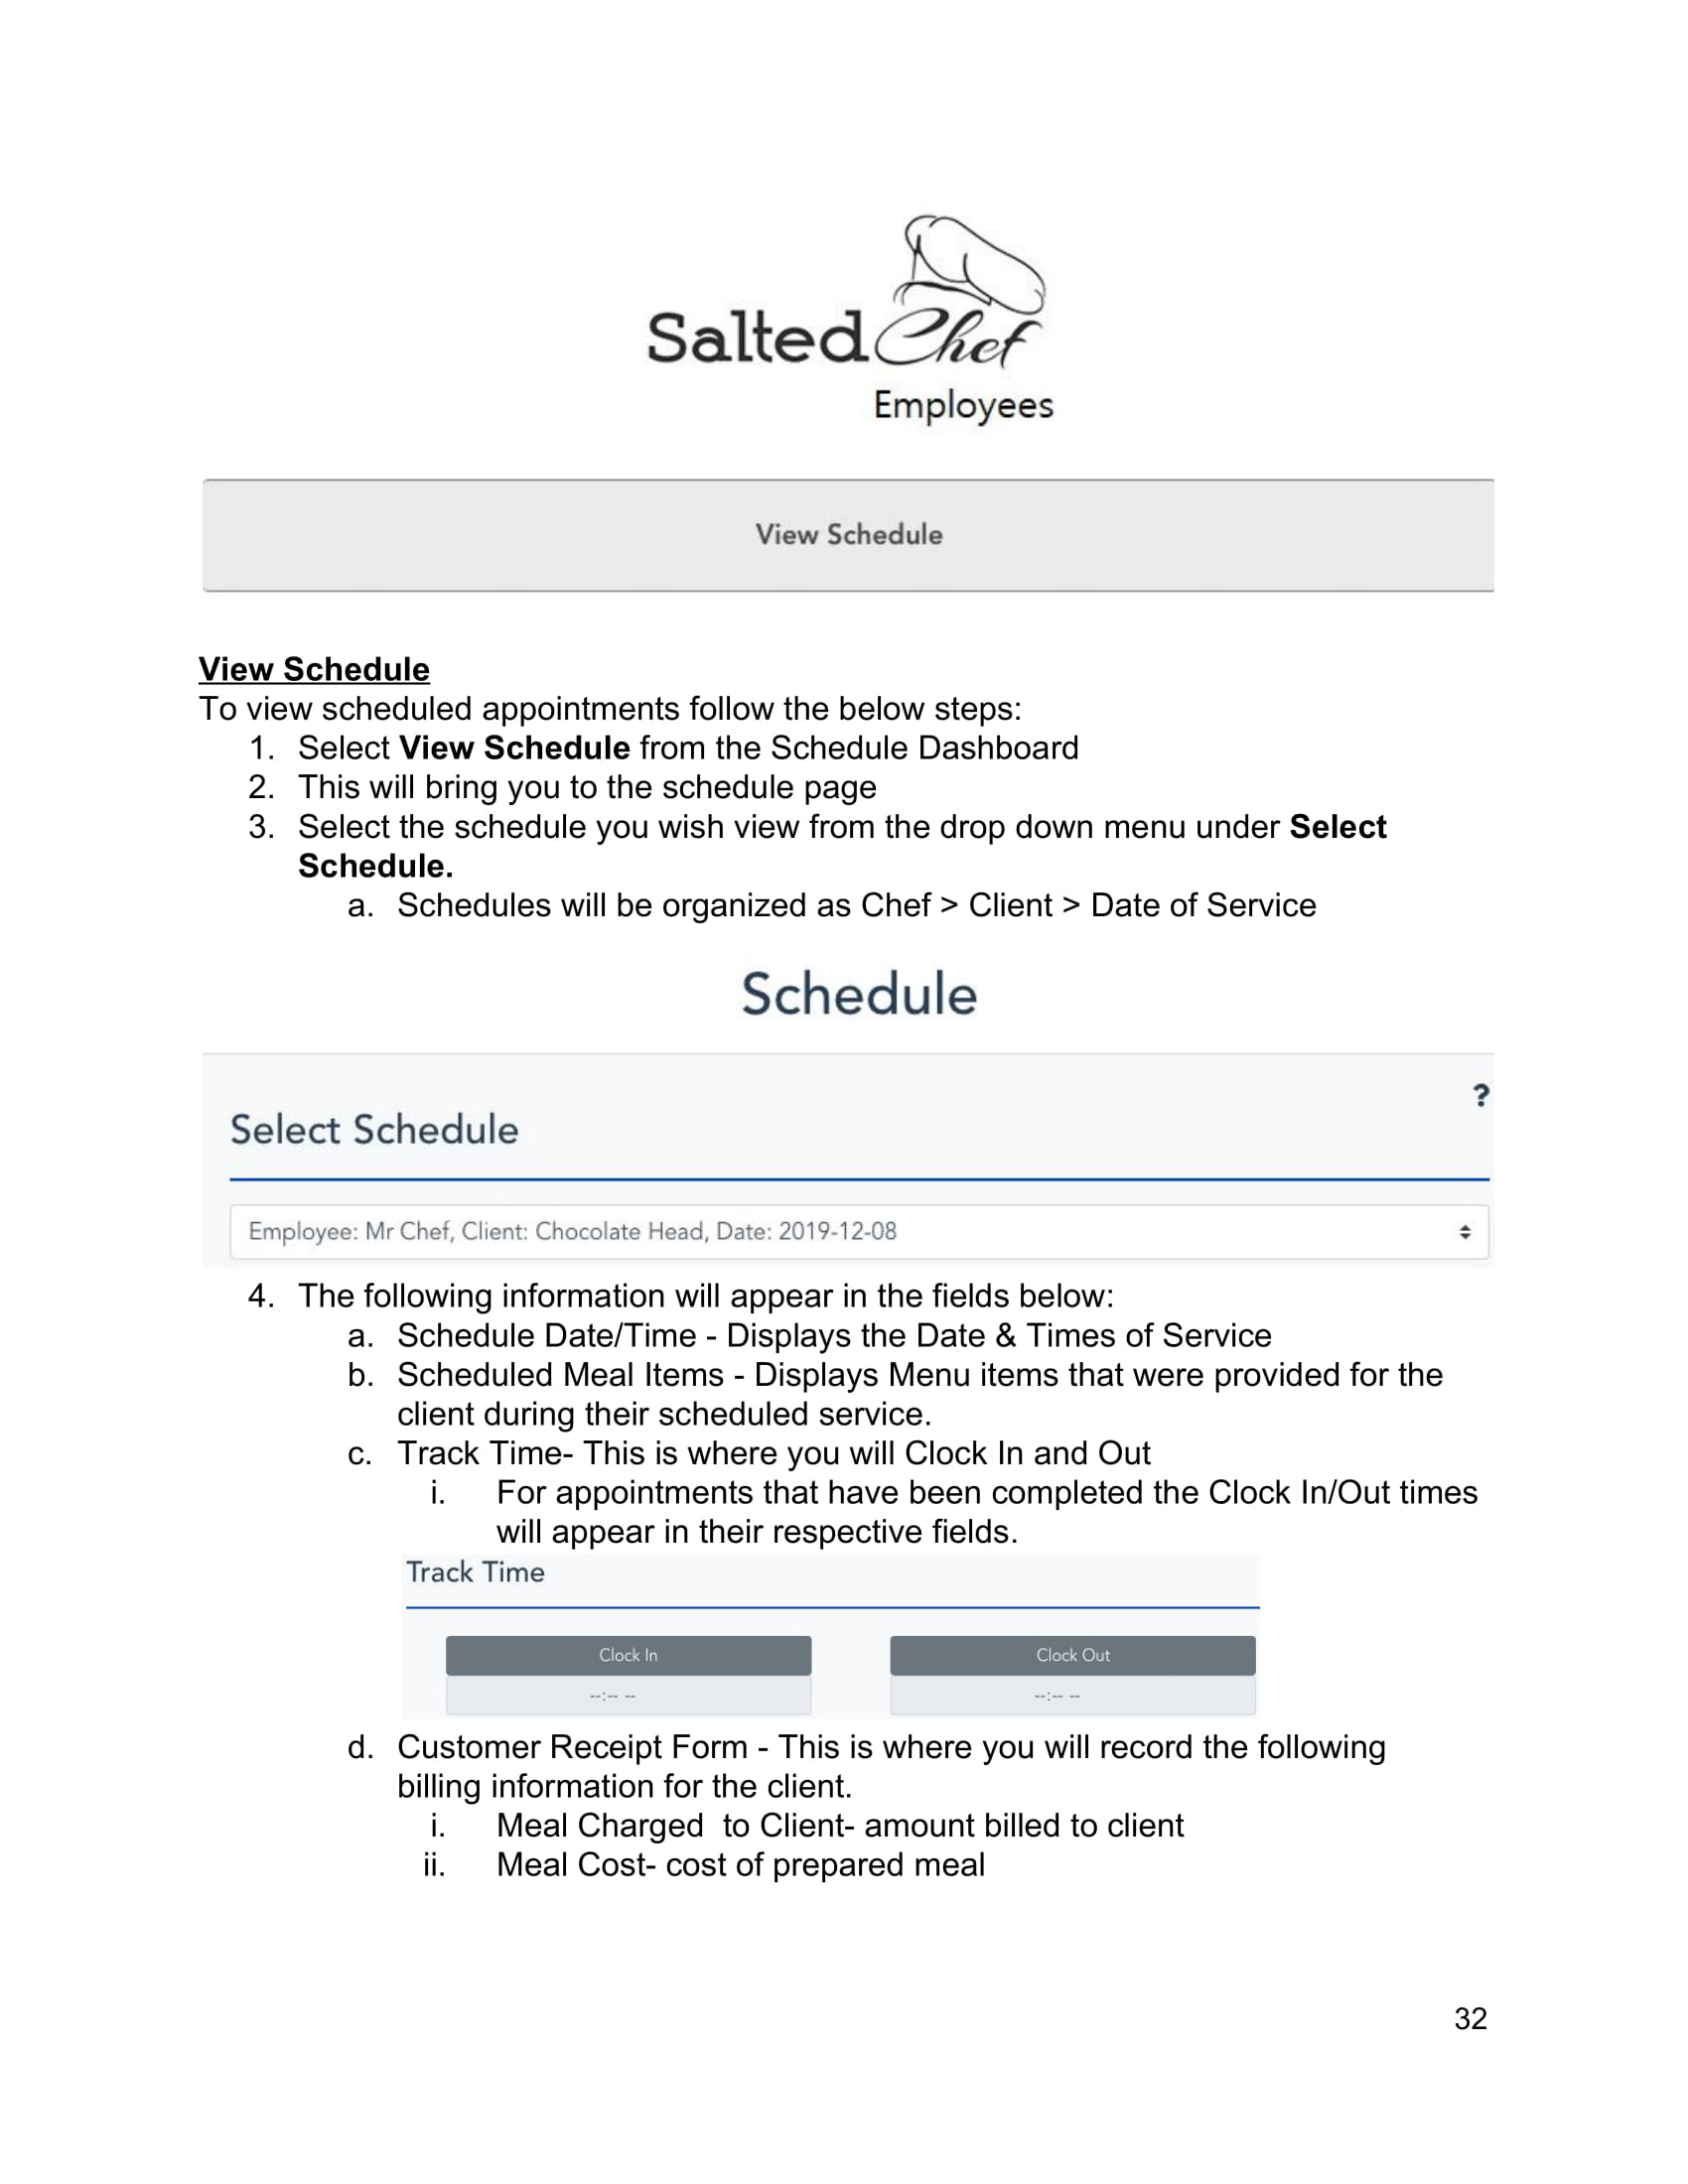 Salted Chef
Employees
View Schedule
View Schedule
To view scheduled appointments follow the below steps:
1. Select View Schedule from the Schedule Dashboard
2. This will bring you to the schedule page
3. Select the schedule you wish view from the drop down menu under Select
Schedule.
a. Schedules will be organized as Chef > Client > Date of Service
Schedule
?
Select Schedule
Employee: Mr Chef, Client: Chocolate Head, Date: 2019-12-08
4. The following information will appear in the fields below:
a. Schedule Date/Time - Displays the Date & Times of Service
b. Scheduled Meal Items - Displays Menu items that were provided for the
client during their scheduled service.
c. Track Time- This is where you will Clock In and Out
i. For appointments that have been completed the Clock In/Out times
will appear in their respective fields.
Track Time
Clock In Clock Out
--:-- -- --:-- --
d. Customer Receipt Form - This is where you will record the following
billing information for the client.
i. Meal Charged  to Client- amount billed to client
ii. Meal Cost- cost of prepared meal
32